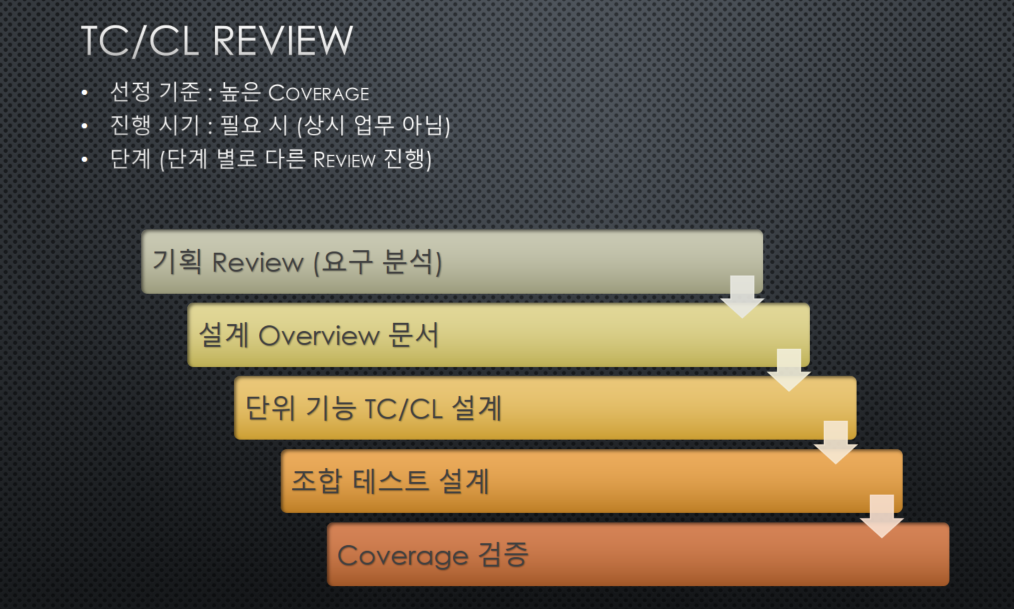 TC/CL REVIEW
• 선정 기준 : 높은 COVERAGE
• 진행 시기 : 필요 시 (상시 업무 아님)
• 단계 (단계 별로 다른 REVIEW 진행)
기획 Review (요구 분석)
설계 Overview 문서
단위 기능 TC/CL 설계
조합 테스트 설계
Coverage 검증